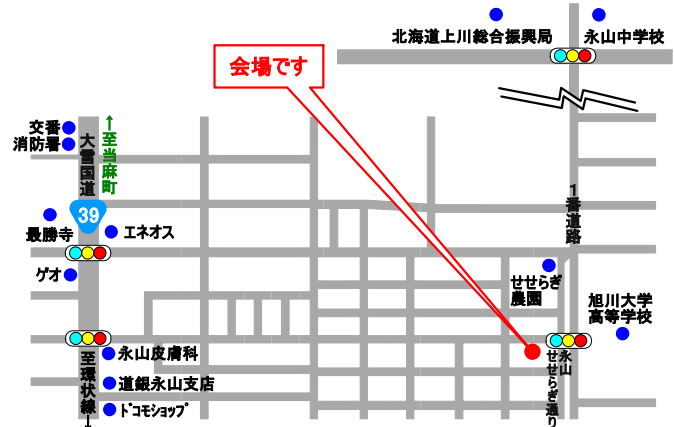 北海道上川総合振興局
永山中学校
会場です
交番
消防署
大雪国道
↑至当麻町
39
最勝寺
エネオス
ゲオ
1番道路
せせらぎ
農園
旭川大学
高等学校
永山
せせらぎ通り
永山皮膚科
道銀永山支店
ドコモショップ
至環状線→